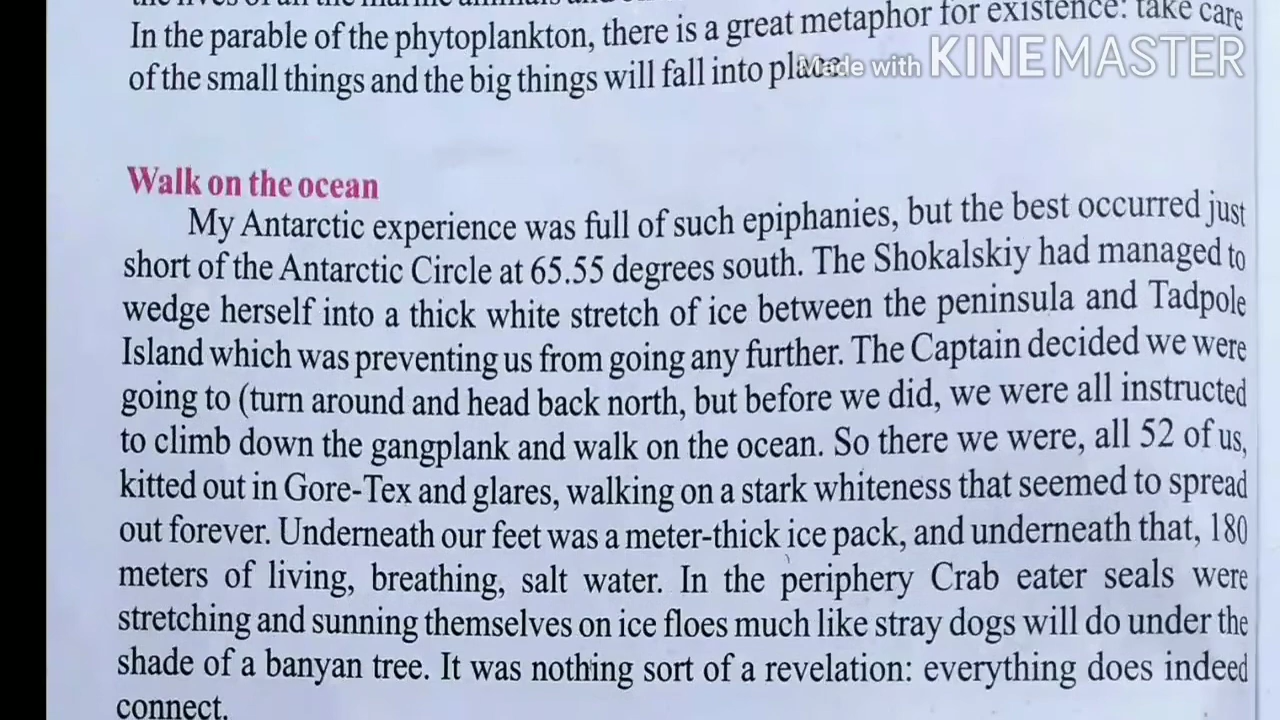 In the parable of the phytoplankton, there is a great metaphor for existence: take care
of the small things and the big things will fall into place.
Made with KINEMASTER
Walk on the ocean
My Antarctic experience was full of such epiphanies, but the best occurred just
short of the Antarctic Circle at 65.55 degrees south. The Shokalskiy had managed to
wedge herself into a thick white stretch of ice between the peninsula and Tadpole
Island which was preventing us from going any further. The Captain decided we were
going to (turn around and head back north, but before we did, we were all instructed
to climb down the gangplank and walk on the ocean. So there we were, all 52 of us,
kitted out in Gore-Tex and glares, walking on a stark whiteness that seemed to spread
out forever. Underneath our feet was a meter-thick ice pack, and underneath that, 180
meters of living, breathing, salt water. In the periphery Crab eater seals were
stretching and sunning themselves on ice floes much like stray dogs will do under the
shade of a banyan tree. It was nothing sort of a revelation: everything does indeed
connect.